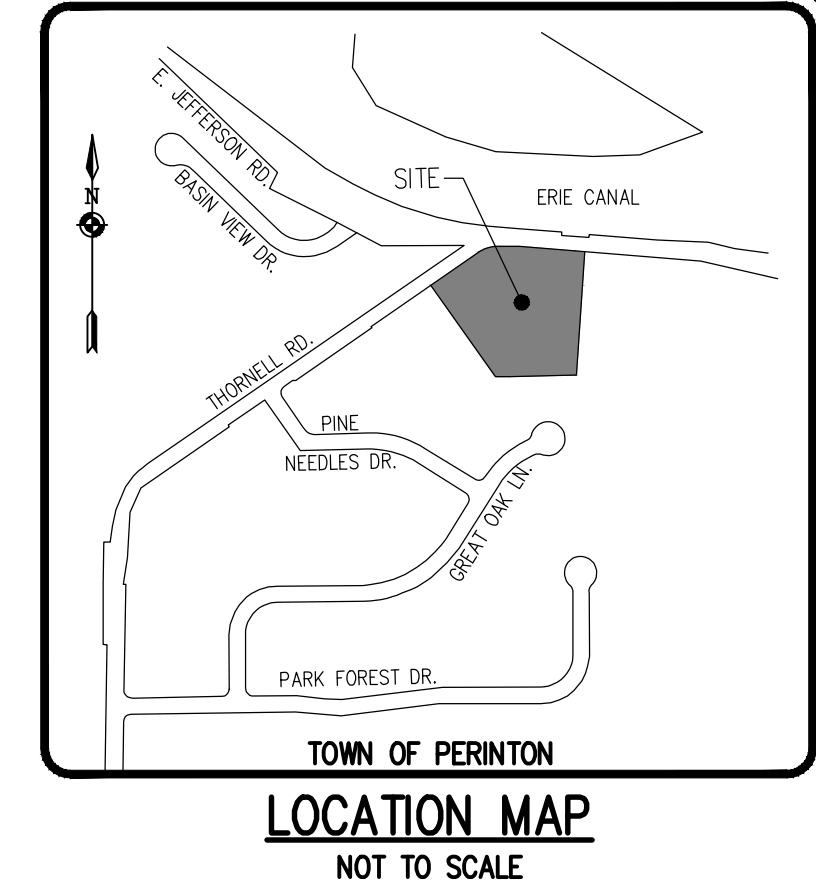 E. JEFFERSON RD.
BASIN VIEW DR.
N
SITE
ERIE CANAL
THORNELL RD.
PINE
NEEDLES DR.
GREAT OAK LN.
PARK FOREST DR.
TOWN OF PERINTON
LOCATION MAP
NOT TO SCALE